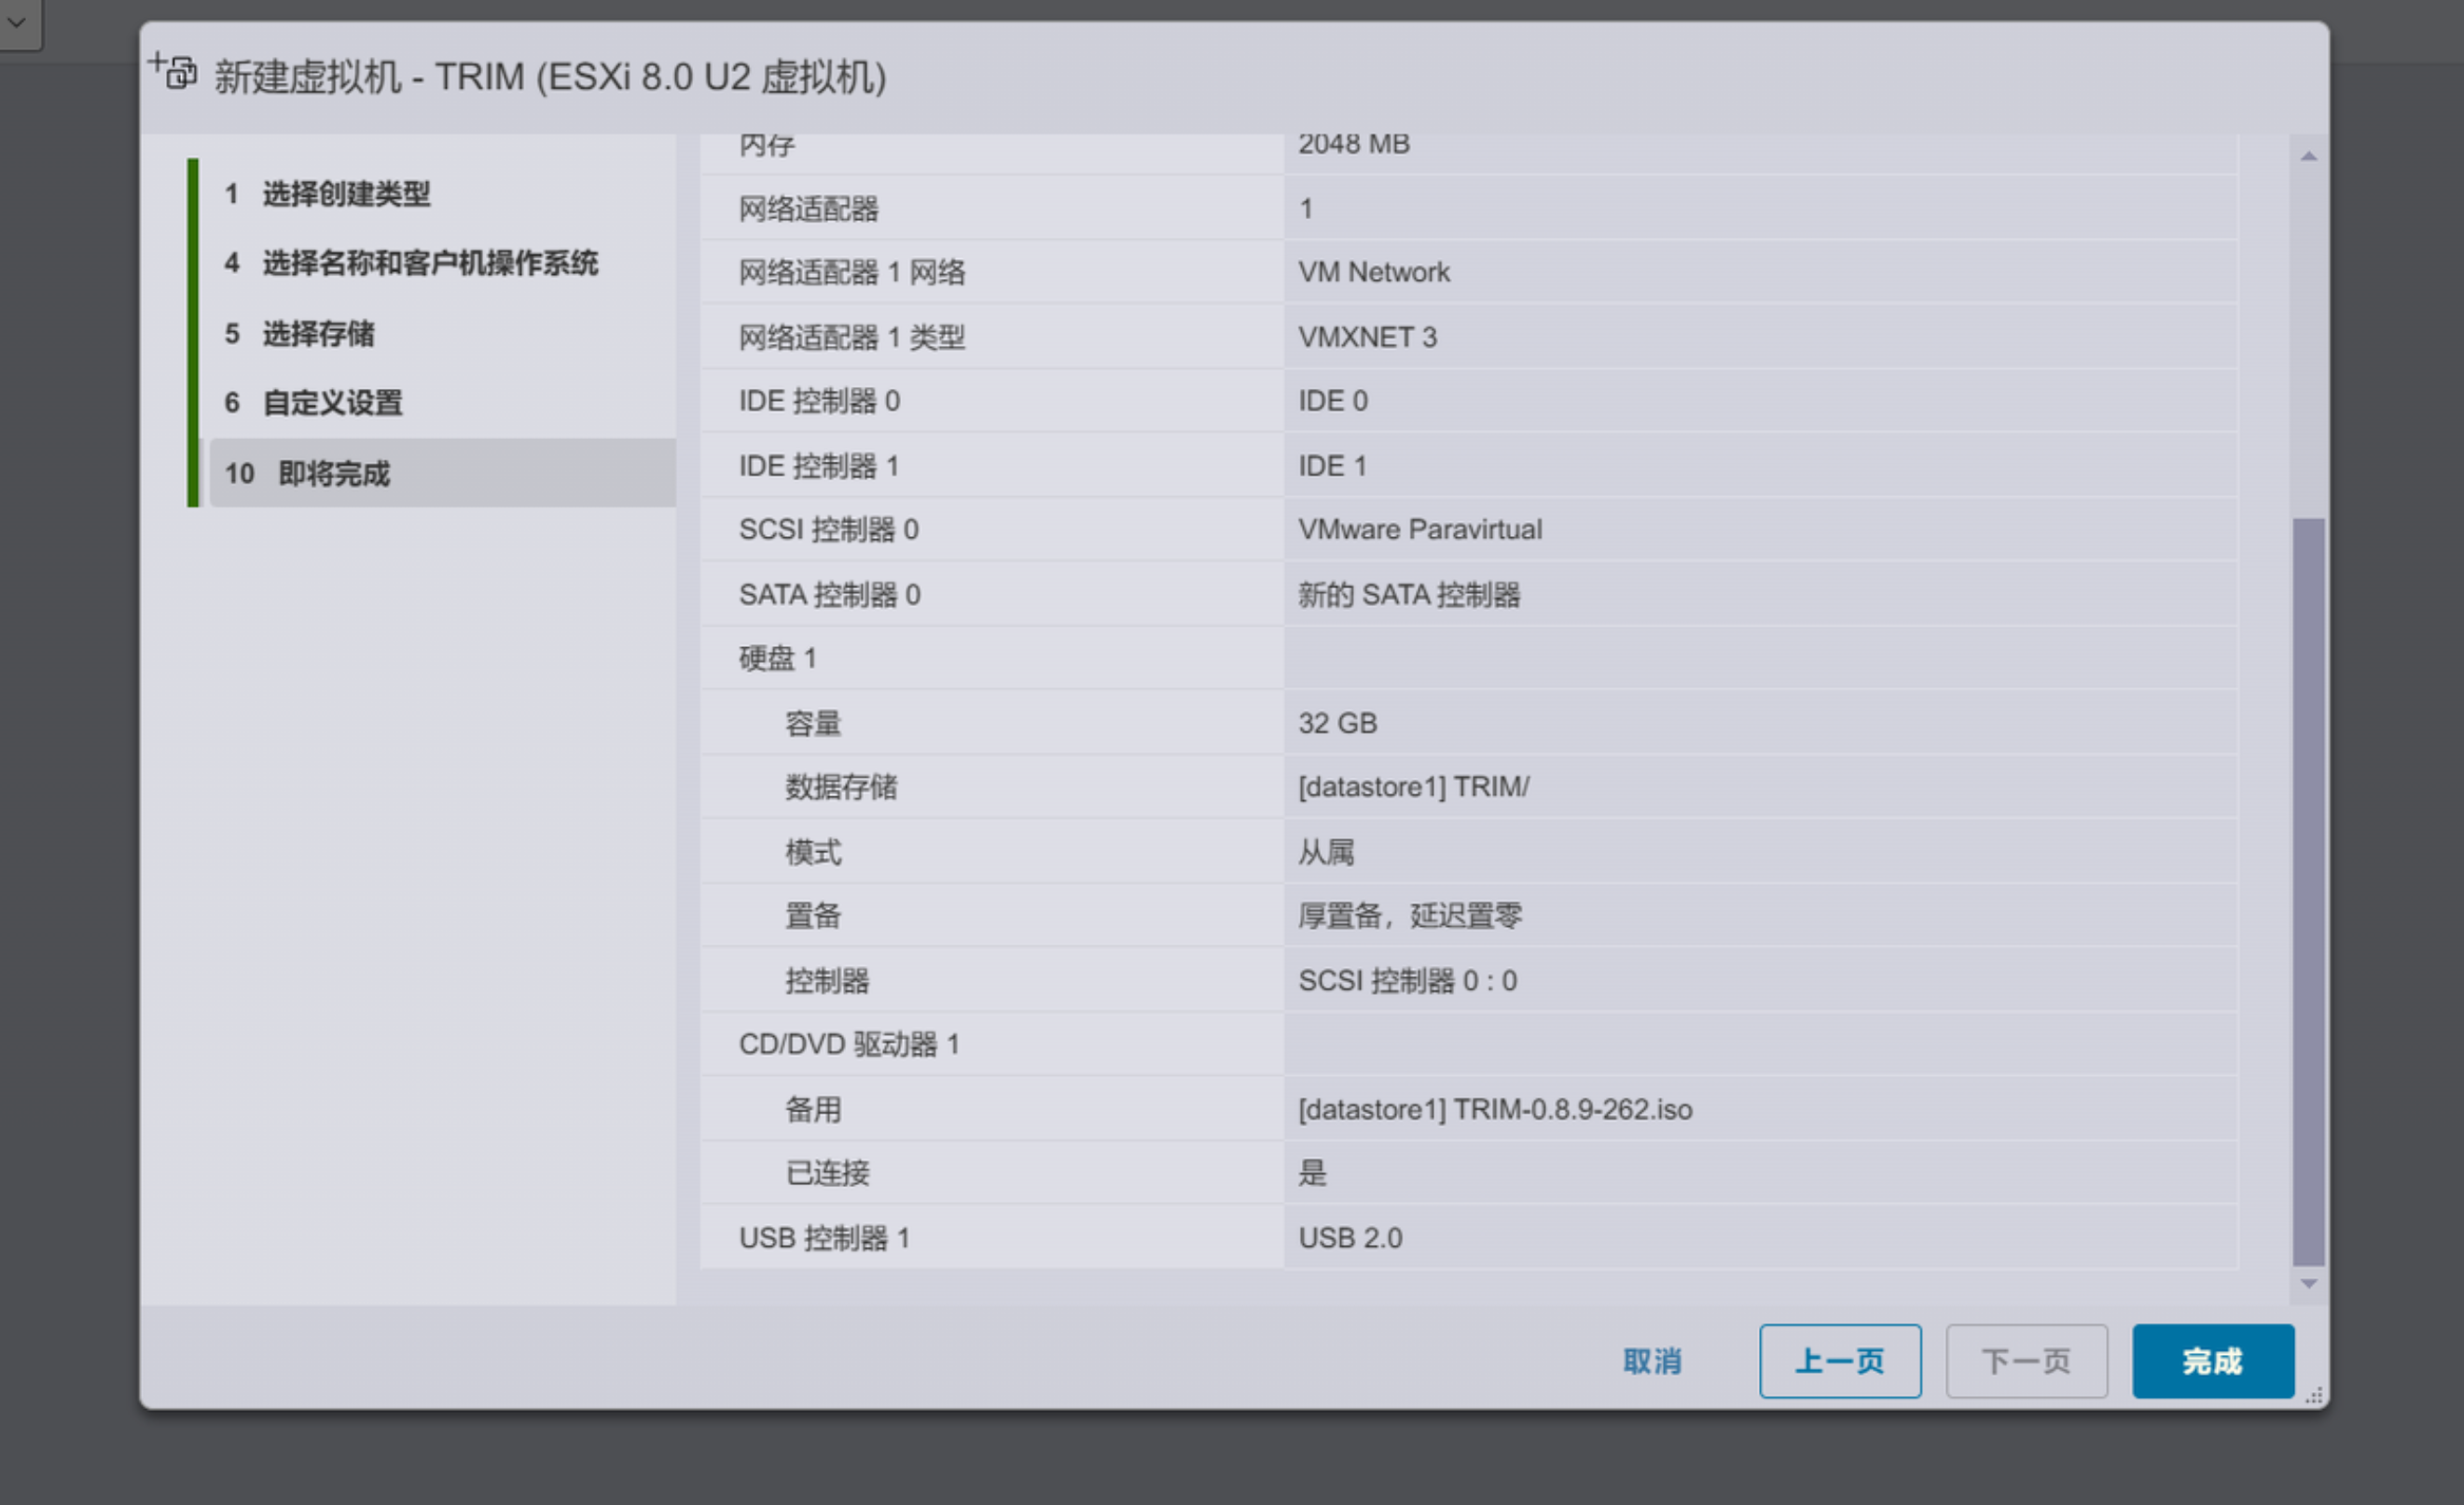 新建虚拟机 - TRIM (ESXi 8.0 U2 虚拟机)
1 选择创建类型
4 选择名称和客户机操作系统
5 选择存储
6 自定义设置
10 即将完成
内存 2048 MB
网络适配器 1
网络适配器 1 网络 VM Network
网络适配器 1 类型 VMXNET 3
IDE 控制器 0 IDE 0
IDE 控制器 1 IDE 1
SCSI 控制器 0 VMware Paravirtual
SATA 控制器 0 新的 SATA 控制器
硬盘 1
容量 32 GB
数据存储 [datastore1] TRIM/
模式 从属
置备 厚置备，延迟置零
控制器 SCSI 控制器 0 : 0
CD/DVD 驱动器 1
备用 [datastore1] TRIM-0.8.9-262.iso
已连接 是
USB 控制器 1 USB 2.0
取消 上一页 下一页 完成